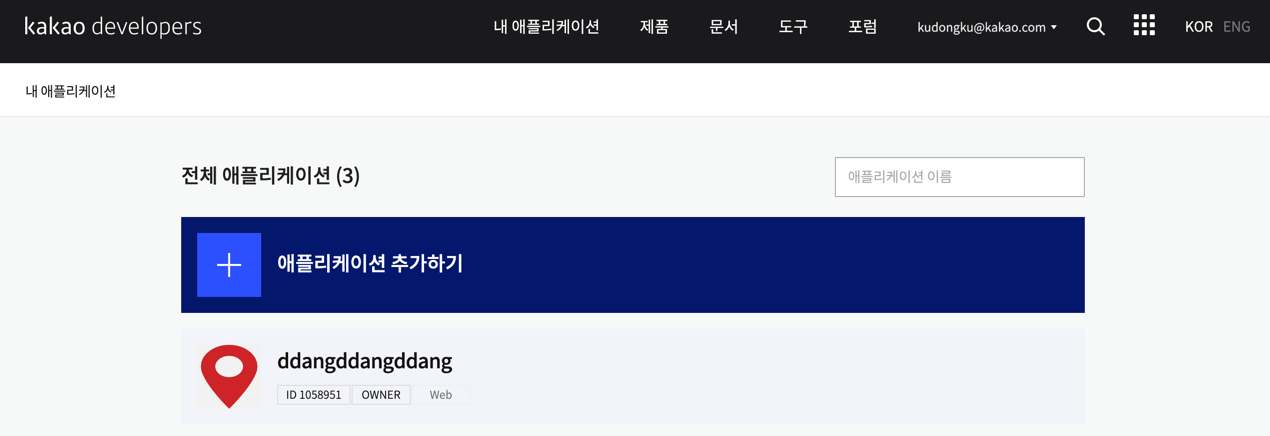 kakao developers 내 애플리케이션 제품 문서 도구 포럼 kudongku@kakao.com KOR ENG
내 애플리케이션
전체 애플리케이션 (3) 애플리케이션 이름
애플리케이션 추가하기
ddangddangddang
ID 1058951 OWNER Web